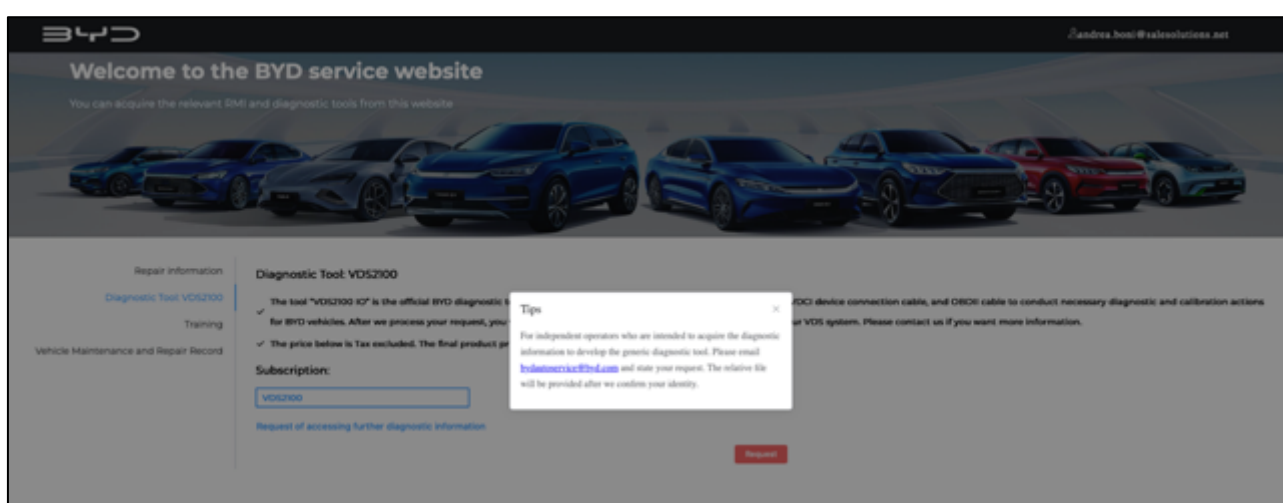 BYD
andrea.boni@salesolutions.net
Welcome to the BYD service website
You can acquire the relevant RMI and diagnostic tools from this website
Repair information
Diagnostic Tool: VDS2100
Training
Vehicle Maintenance and Repair Record
Diagnostic Tool: VDS2100
The tool "VDS2100 IO" is the official BYD diagnostic VDCI device connection cable, and OBDII cable to conduct necessary diagnostic and calibration actions
for BYD vehicles. After we process your request, you ur VDS system. Please contact us if you want more information.
The price below is Tax excluded. The final product
Subscription:
VDS2100
Request of accessing further diagnostic information
Request
Tips
For independent operators who are intended to acquire the diagnostic
information to develop the generic diagnostic tool. Please email
bydautoservice@byd.com and state your request. The relative file
will be provided after we confirm your identity.